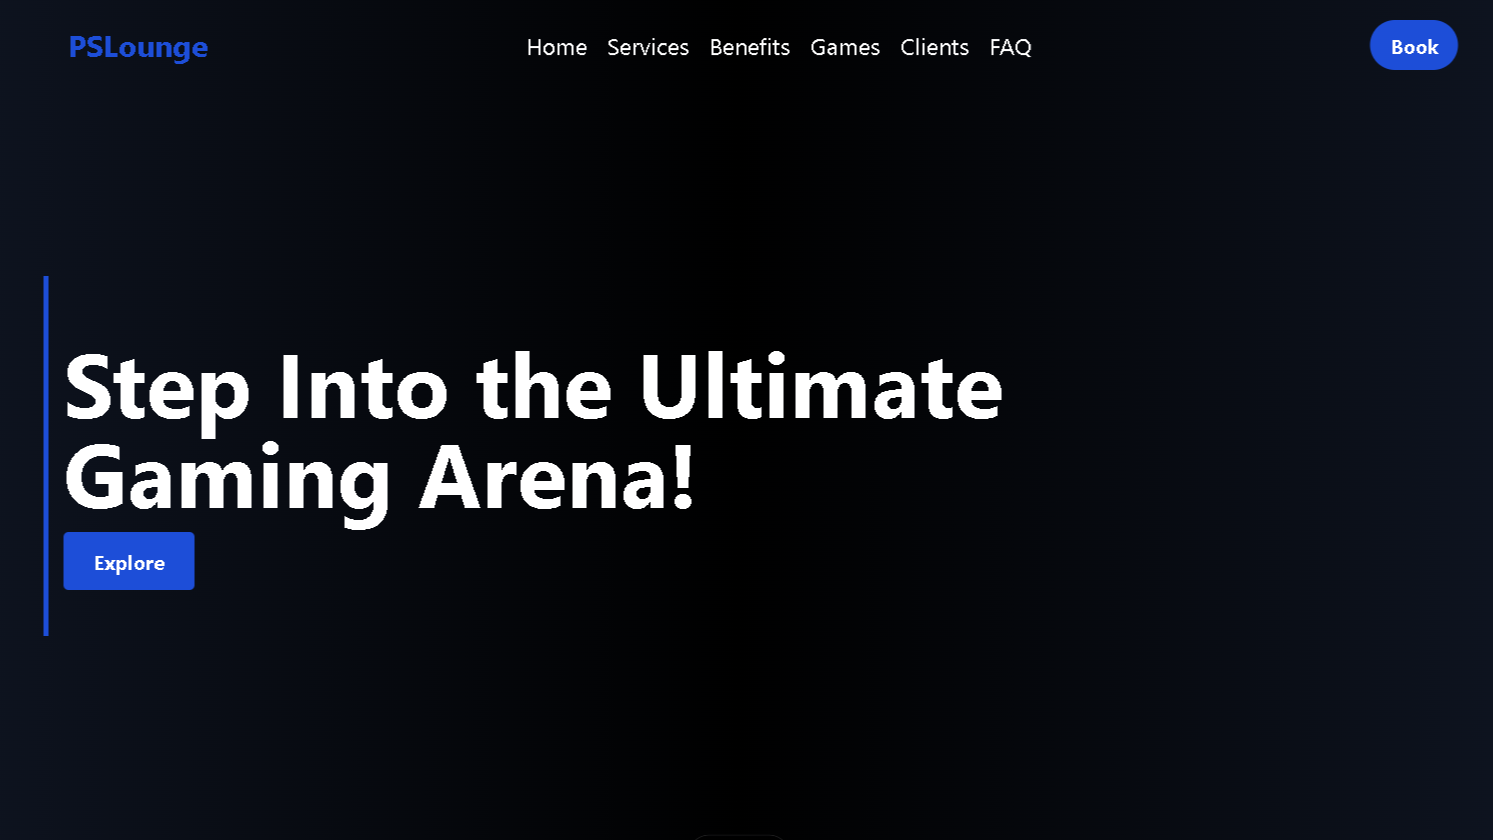 PSLounge
Home Services Benefits Games Clients FAQ
Book
Step Into the Ultimate
Gaming Arena!
Explore